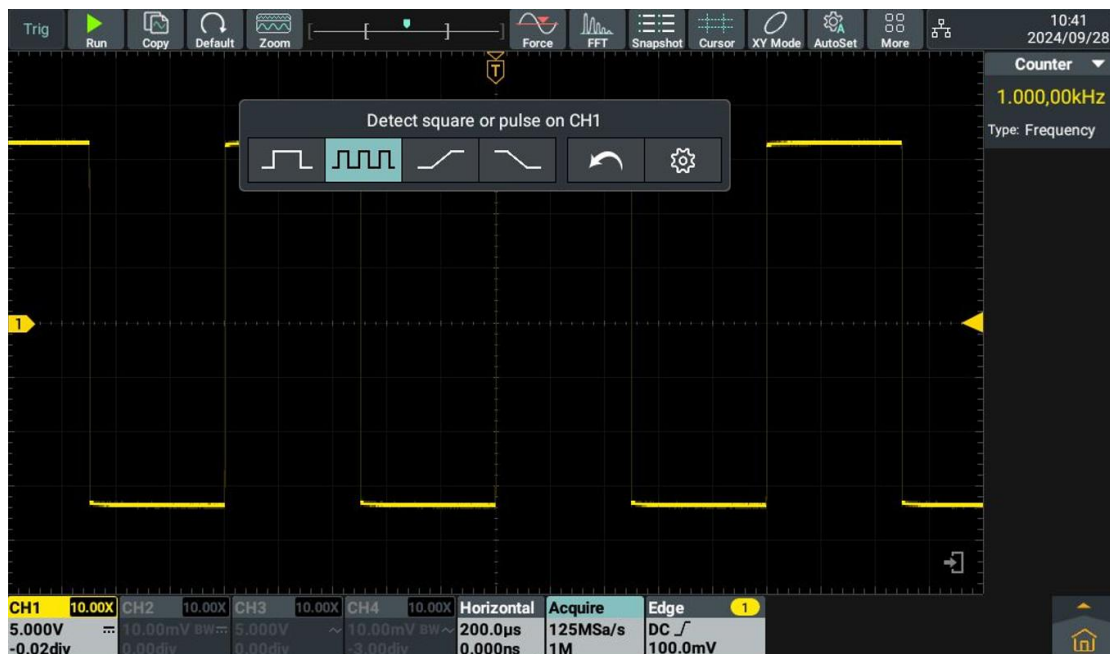 Trig Run Copy Default Zoom Force FFT Snapshot Cursor XY Mode AutoSet More
10:41
2024/09/28
T
Counter
1.000,00kHz
Type: Frequency
Detect square or pulse on CH1
1
CH1 10.00X CH2 10.00X CH3 10.00X CH4 10.00X Horizontal Acquire Edge 1
5.000V 10.00mV BW 5.000V 10.00mV BW 200.0µs 125MSa/s DC
-0.02div 0.00div 0.00div -3.00div 0.000ns 1M 100.0mV